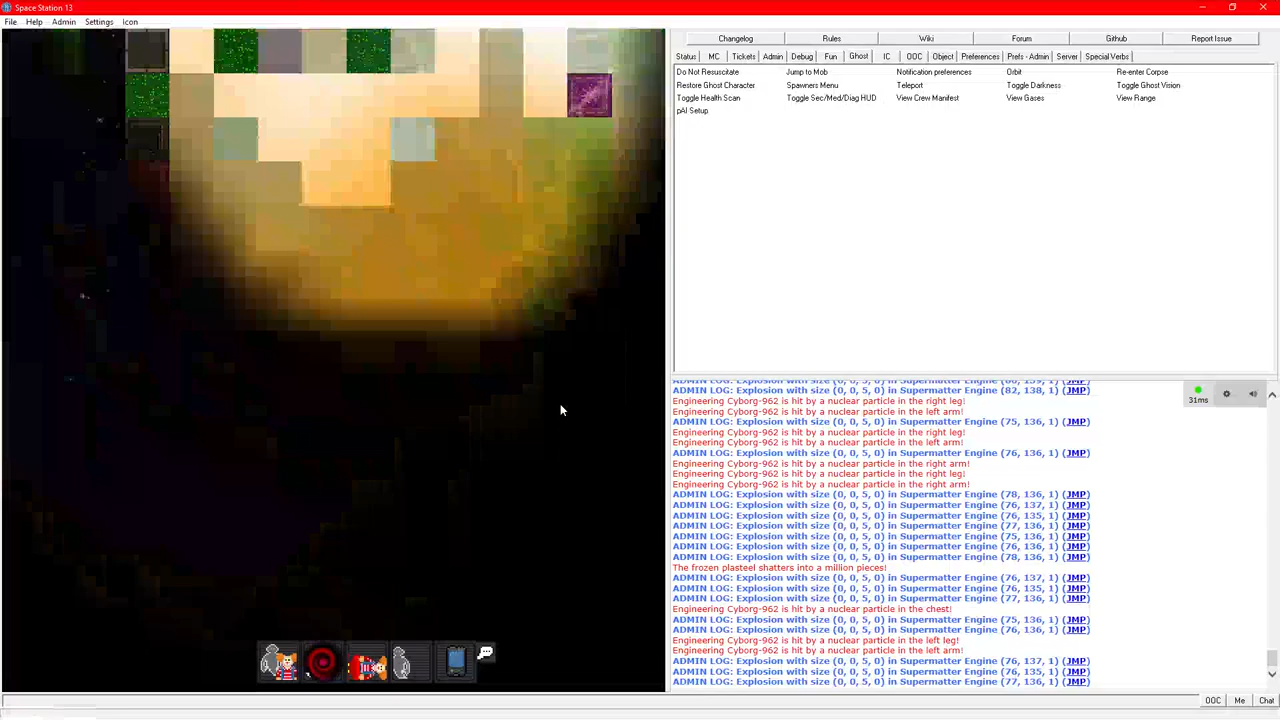 Space Station 13
File Help Admin Settings Icon
Changelog Rules Wiki Forum Github Report Issue
Status MC Tickets Admin Debug Fun Ghost IC OOC Object Preferences Prefs - Admin Server Special Verbs
Do Not Resuscitate Jump to Mob Notification preferences Orbit Re-enter Corpse
Restore Ghost Character Spawners Menu Teleport Toggle Darkness Toggle Ghost Vision
Toggle Health Scan Toggle Sec/Med/Diag HUD View Crew Manifest View Gases View Range
pAI Setup
31ms
ADMIN LOG: Explosion with size (0, 0, 5, 0) in Supermatter Engine (82, 138, 1) (JMP)
Engineering Cyborg-962 is hit by a nuclear particle in the right leg!
Engineering Cyborg-962 is hit by a nuclear particle in the left arm!
ADMIN LOG: Explosion with size (0, 0, 5, 0) in Supermatter Engine (75, 136, 1) (JMP)
Engineering Cyborg-962 is hit by a nuclear particle in the right leg!
Engineering Cyborg-962 is hit by a nuclear particle in the left arm!
ADMIN LOG: Explosion with size (0, 0, 5, 0) in Supermatter Engine (76, 136, 1) (JMP)
Engineering Cyborg-962 is hit by a nuclear particle in the right arm!
Engineering Cyborg-962 is hit by a nuclear particle in the right leg!
Engineering Cyborg-962 is hit by a nuclear particle in the right arm!
ADMIN LOG: Explosion with size (0, 0, 5, 0) in Supermatter Engine (78, 136, 1) (JMP)
ADMIN LOG: Explosion with size (0, 0, 5, 0) in Supermatter Engine (76, 137, 1) (JMP)
ADMIN LOG: Explosion with size (0, 0, 5, 0) in Supermatter Engine (76, 135, 1) (JMP)
ADMIN LOG: Explosion with size (0, 0, 5, 0) in Supermatter Engine (77, 136, 1) (JMP)
ADMIN LOG: Explosion with size (0, 0, 5, 0) in Supermatter Engine (75, 136, 1) (JMP)
ADMIN LOG: Explosion with size (0, 0, 5, 0) in Supermatter Engine (76, 136, 1) (JMP)
ADMIN LOG: Explosion with size (0, 0, 5, 0) in Supermatter Engine (78, 136, 1) (JMP)
The frozen plasteel shatters into a million pieces!
ADMIN LOG: Explosion with size (0, 0, 5, 0) in Supermatter Engine (76, 137, 1) (JMP)
ADMIN LOG: Explosion with size (0, 0, 5, 0) in Supermatter Engine (76, 135, 1) (JMP)
ADMIN LOG: Explosion with size (0, 0, 5, 0) in Supermatter Engine (77, 136, 1) (JMP)
Engineering Cyborg-962 is hit by a nuclear particle in the chest!
ADMIN LOG: Explosion with size (0, 0, 5, 0) in Supermatter Engine (75, 136, 1) (JMP)
ADMIN LOG: Explosion with size (0, 0, 5, 0) in Supermatter Engine (76, 136, 1) (JMP)
Engineering Cyborg-962 is hit by a nuclear particle in the left leg!
Engineering Cyborg-962 is hit by a nuclear particle in the left arm!
ADMIN LOG: Explosion with size (0, 0, 5, 0) in Supermatter Engine (76, 137, 1) (JMP)
ADMIN LOG: Explosion with size (0, 0, 5, 0) in Supermatter Engine (76, 135, 1) (JMP)
ADMIN LOG: Explosion with size (0, 0, 5, 0) in Supermatter Engine (77, 136, 1) (JMP)
OOC Me Chat